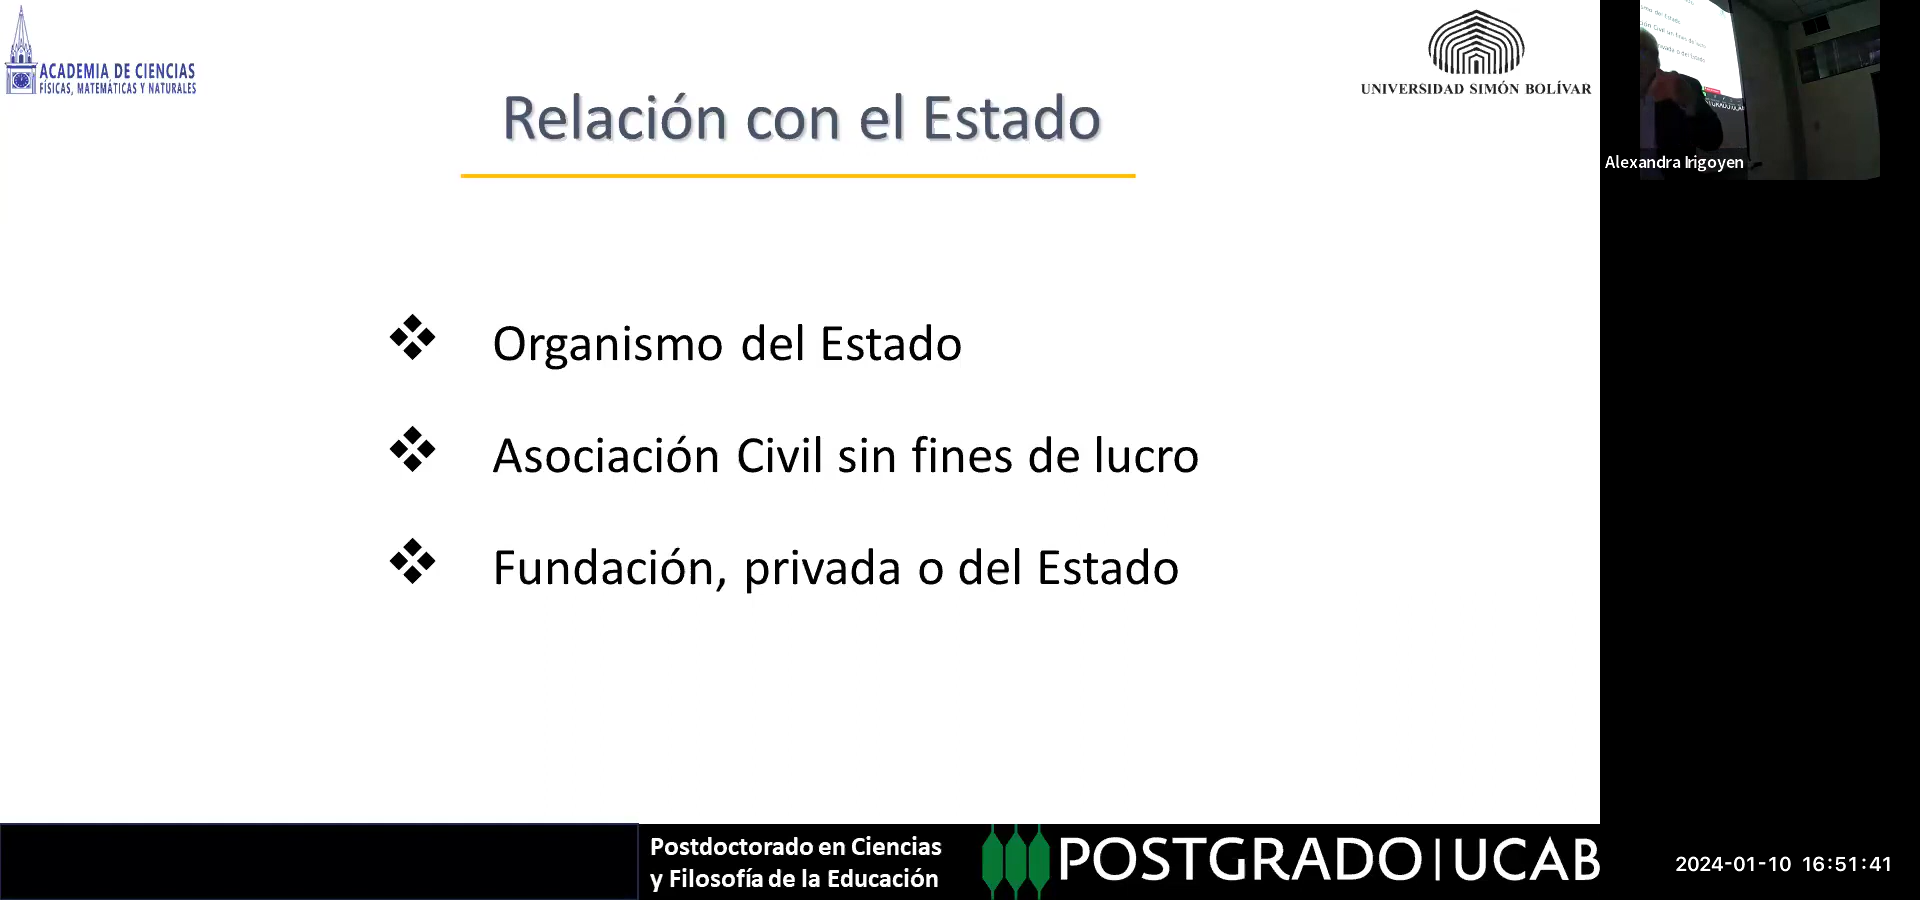 ACADEMIA DE CIENCIAS
FÍSICAS, MATEMÁTICAS Y NATURALES
UNIVERSIDAD SIMÓN BOLÍVAR
Relación con el Estado
Alexandra Irigoyen
❖ Organismo del Estado
❖ Asociación Civil sin fines de lucro
❖ Fundación, privada o del Estado
Postdoctorado en Ciencias
y Filosofía de la Educación
POSTGRADO|UCAB
2024-01-10 16:51:41